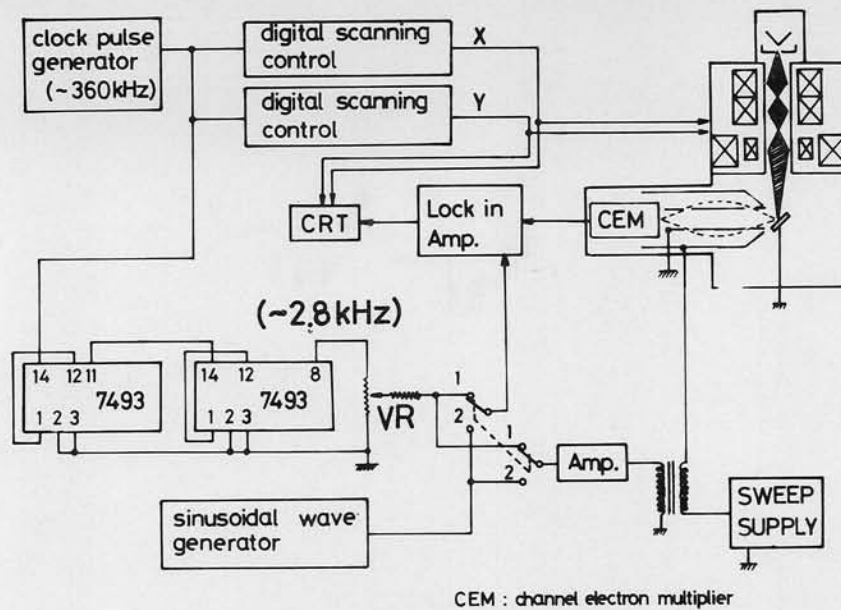 clock pulse
generator
(~360kHz)
digital scanning
control
X
digital scanning
control
Y
CRT
Lock in
Amp.
CEM
(~2.8kHz)
14 12 11
7493
1 2 3
14 12 8
7493
1 2 3
VR
1
2
1
2
Amp.
sinusoidal wave
generator
SWEEP
SUPPLY
CEM : channel electron multiplier